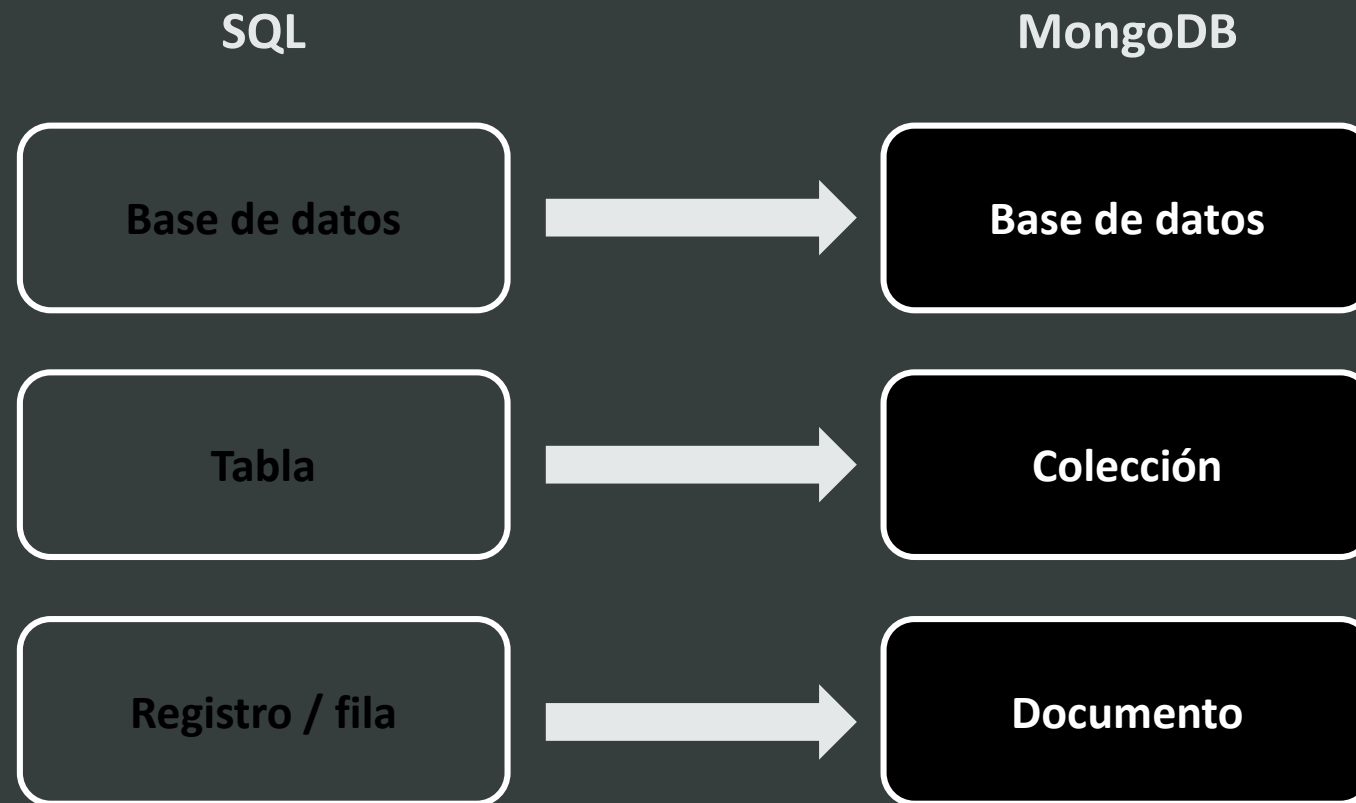 SQL
MongoDB
Base de datos
Base de datos
Tabla
Colección
Registro / fila
Documento